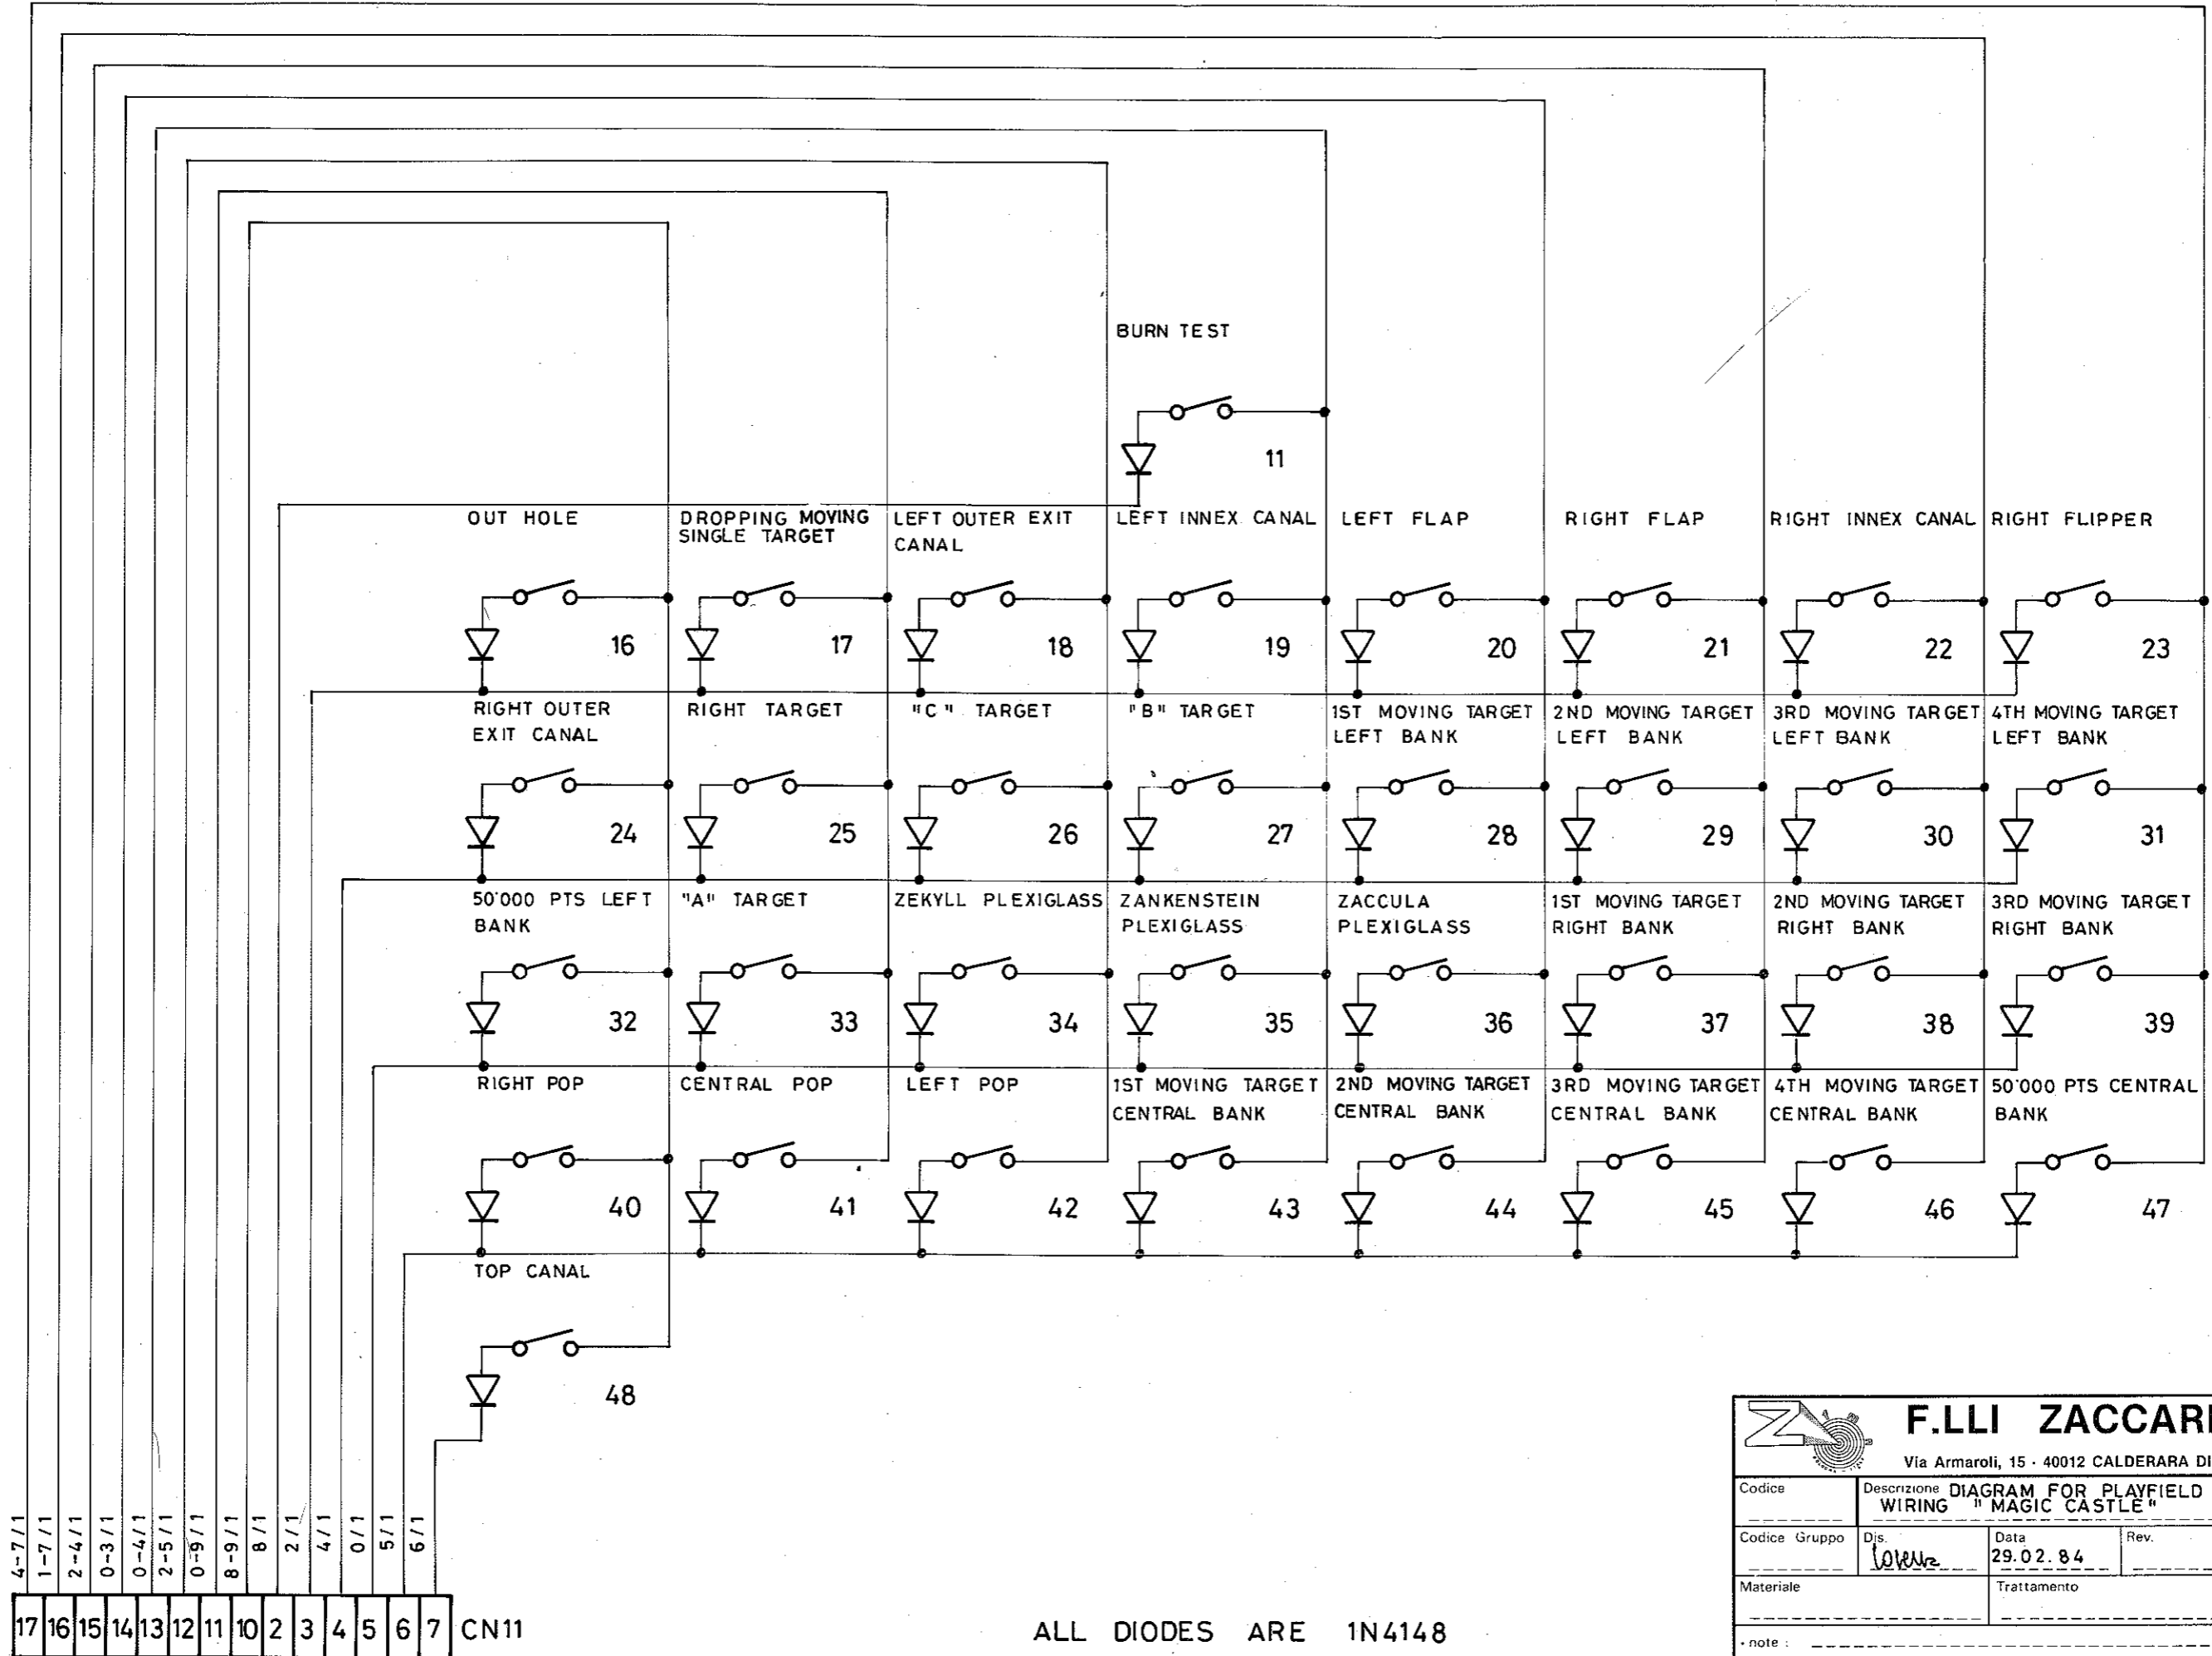 BURN TEST
11
OUT HOLE
DROPPING MOVING
SINGLE TARGET
LEFT OUTER EXIT
CANAL
LEFT INNEX CANAL
LEFT FLAP
RIGHT FLAP
RIGHT INNEX CANAL
RIGHT FLIPPER
16 17 18 19 20 21 22 23
RIGHT OUTER
EXIT CANAL
RIGHT TARGET
"C" TARGET
"B" TARGET
1ST MOVING TARGET
LEFT BANK
2ND MOVING TARGET
LEFT BANK
3RD MOVING TARGET
LEFT BANK
4TH MOVING TARGET
LEFT BANK
24 25 26 27 28 29 30 31
50'000 PTS LEFT
BANK
"A" TARGET
ZEKYLL PLEXIGLASS
ZANKENSTEIN
PLEXIGLASS
ZACCULA
PLEXIGLASS
1ST MOVING TARGET
RIGHT BANK
2ND MOVING TARGET
RIGHT BANK
3RD MOVING TARGET
RIGHT BANK
32 33 34 35 36 37 38 39
RIGHT POP
CENTRAL POP
LEFT POP
1ST MOVING TARGET
CENTRAL BANK
2ND MOVING TARGET
CENTRAL BANK
3RD MOVING TARGET
CENTRAL BANK
4TH MOVING TARGET
CENTRAL BANK
50'000 PTS CENTRAL
BANK
40 41 42 43 44 45 46 47
TOP CANAL
48
4-7/1
1-7/1
2-4/1
0-3/1
0-4/1
2-5/1
0-9/1
8-9/1
8/1
2/1
4/1
0/1
5/1
6/1
17 16 15 14 13 12 11 10 2 3 4 5 6 7 CN11
ALL DIODES ARE 1N4148
F.LLI ZACCARI
Via Armaroli, 15 - 40012 CALDERARA DI
Codice
Descrizione DIAGRAM FOR PLAYFIELD
WIRING "MAGIC CASTLE"
Codice Gruppo
Dis.
Data
29.02.84
Rev.
Materiale
Trattamento
• note :